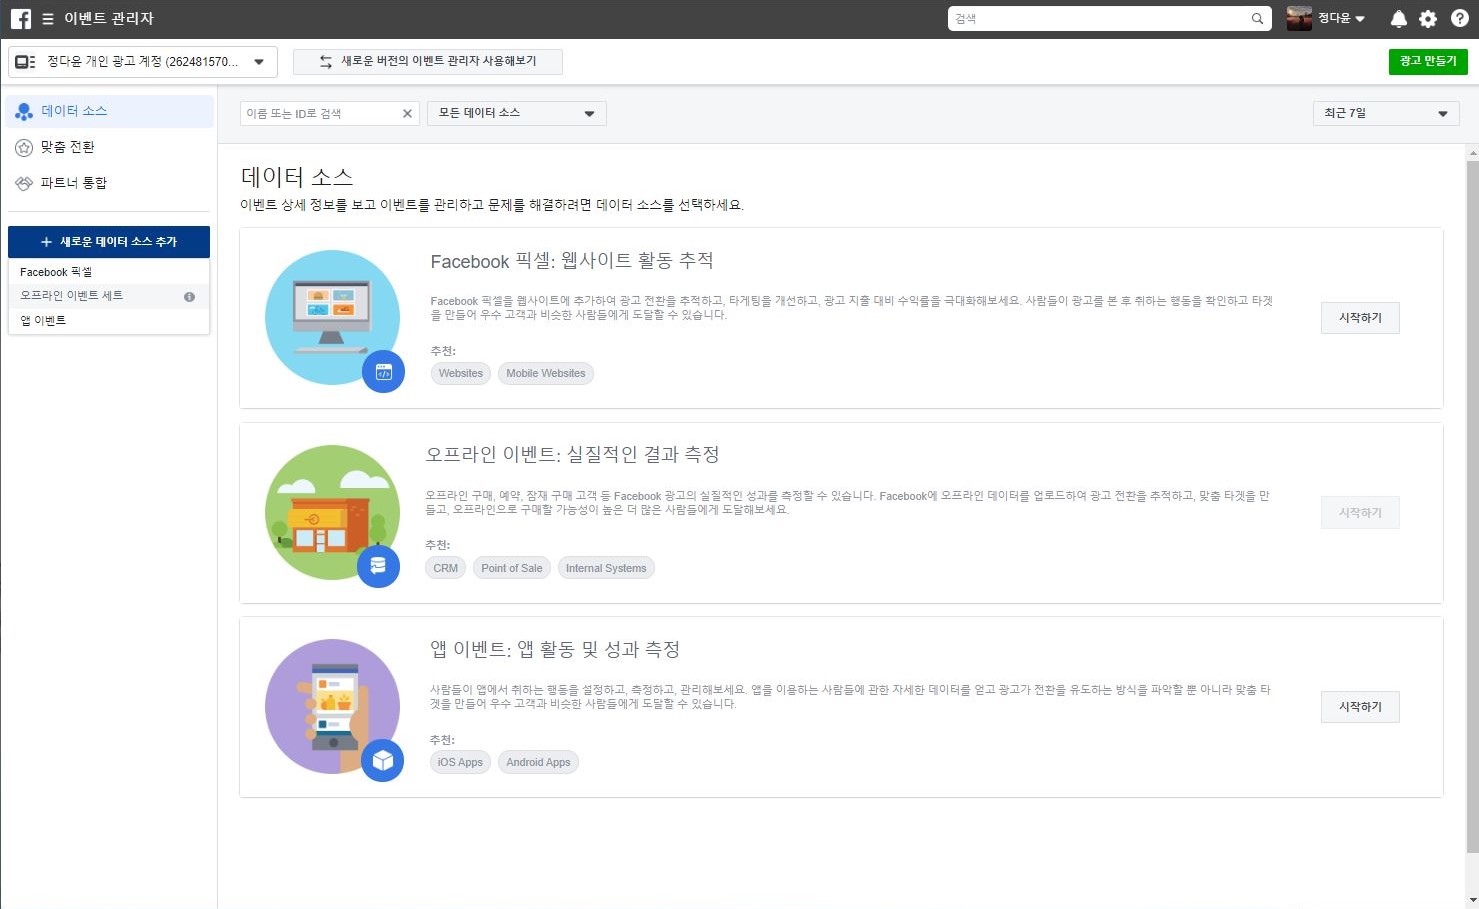 이벤트 관리자
검색
정다운
정다운 개인 광고 계정 (262481570...
새로운 버전의 이벤트 관리자 사용해보기
광고 만들기
데이터 소스
맞춤 전환
파트너 통합
+ 새로운 데이터 소스 추가
Facebook 픽셀
오프라인 이벤트 세트
앱 이벤트
이름 또는 ID로 검색
모든 데이터 소스
최근 7일
데이터 소스
이벤트 상세 정보를 보고 이벤트를 관리하고 문제를 해결하려면 데이터 소스를 선택하세요.
Facebook 픽셀: 웹사이트 활동 추적
Facebook 픽셀을 웹사이트에 추가하여 광고 전환을 추적하고, 타게팅을 개선하고, 광고 지출 대비 수익률을 극대화해보세요. 사람들이 광고를 본 후 취하는 행동을 확인하고 타겟
을 만들어 우수 고객과 비슷한 사람들에게 도달할 수 있습니다.
추천:
Websites
Mobile Websites
시작하기
오프라인 이벤트: 실질적인 결과 측정
오프라인 구매, 예약, 잠재 구매 고객 등 Facebook 광고의 실질적인 성과를 측정할 수 있습니다. Facebook에 오프라인 데이터를 업로드하여 광고 전환을 추적하고, 맞춤 타겟을 만
들고, 오프라인으로 구매할 가능성이 높은 더 많은 사람들에게 도달해보세요.
추천:
CRM
Point of Sale
Internal Systems
시작하기
앱 이벤트: 앱 활동 및 성과 측정
사람들이 앱에서 취하는 행동을 설정하고, 측정하고, 관리해보세요. 앱을 이용하는 사람들에 관한 자세한 데이터를 얻고 광고가 전환을 유도하는 방식을 파악할 뿐 아니라 맞춤 타
겟을 만들어 우수 고객과 비슷한 사람들에게 도달할 수 있습니다.
추천:
iOS Apps
Android Apps
시작하기